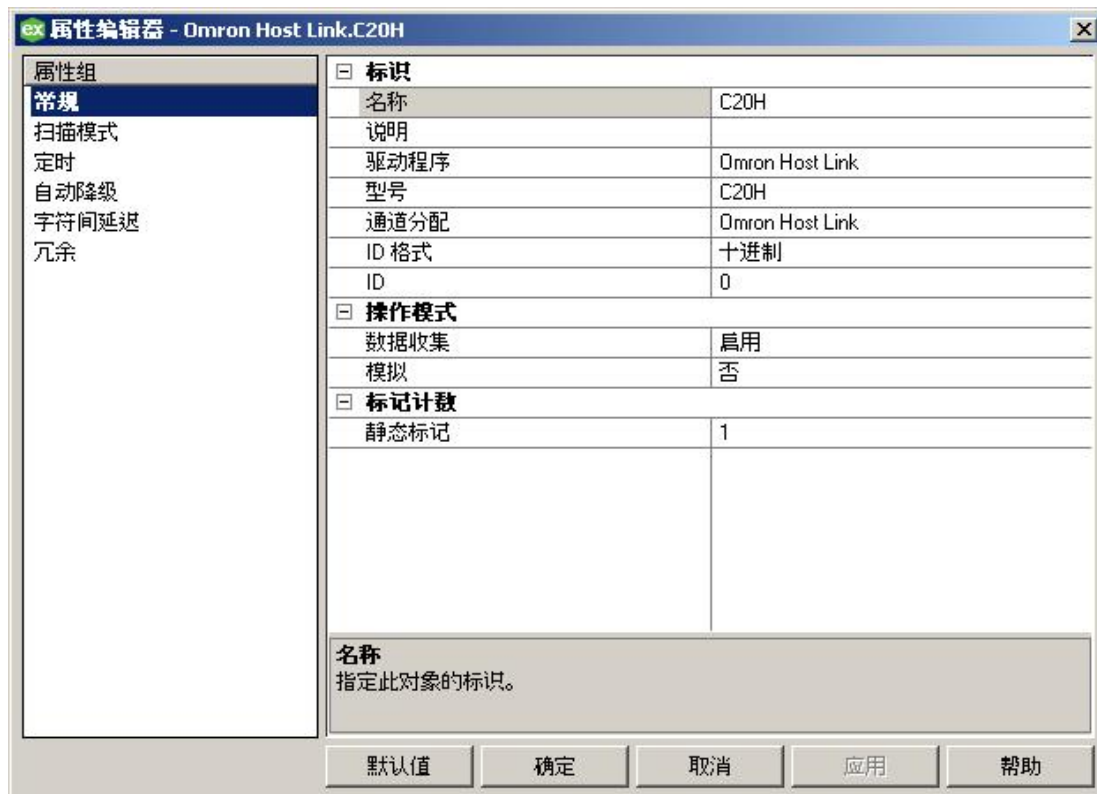 ex 属性编辑器 - Omron Host Link.C20H
属性组
常规
扫描模式
定时
自动降级
字符间延迟
冗余
标识
名称 C20H
说明
驱动程序 Omron Host Link
型号 C20H
通道分配 Omron Host Link
ID 格式 十进制
ID 0
操作模式
数据收集 启用
模拟 否
标记计数
静态标记 1
名称
指定此对象的标识。
默认值 确定 取消 应用 帮助